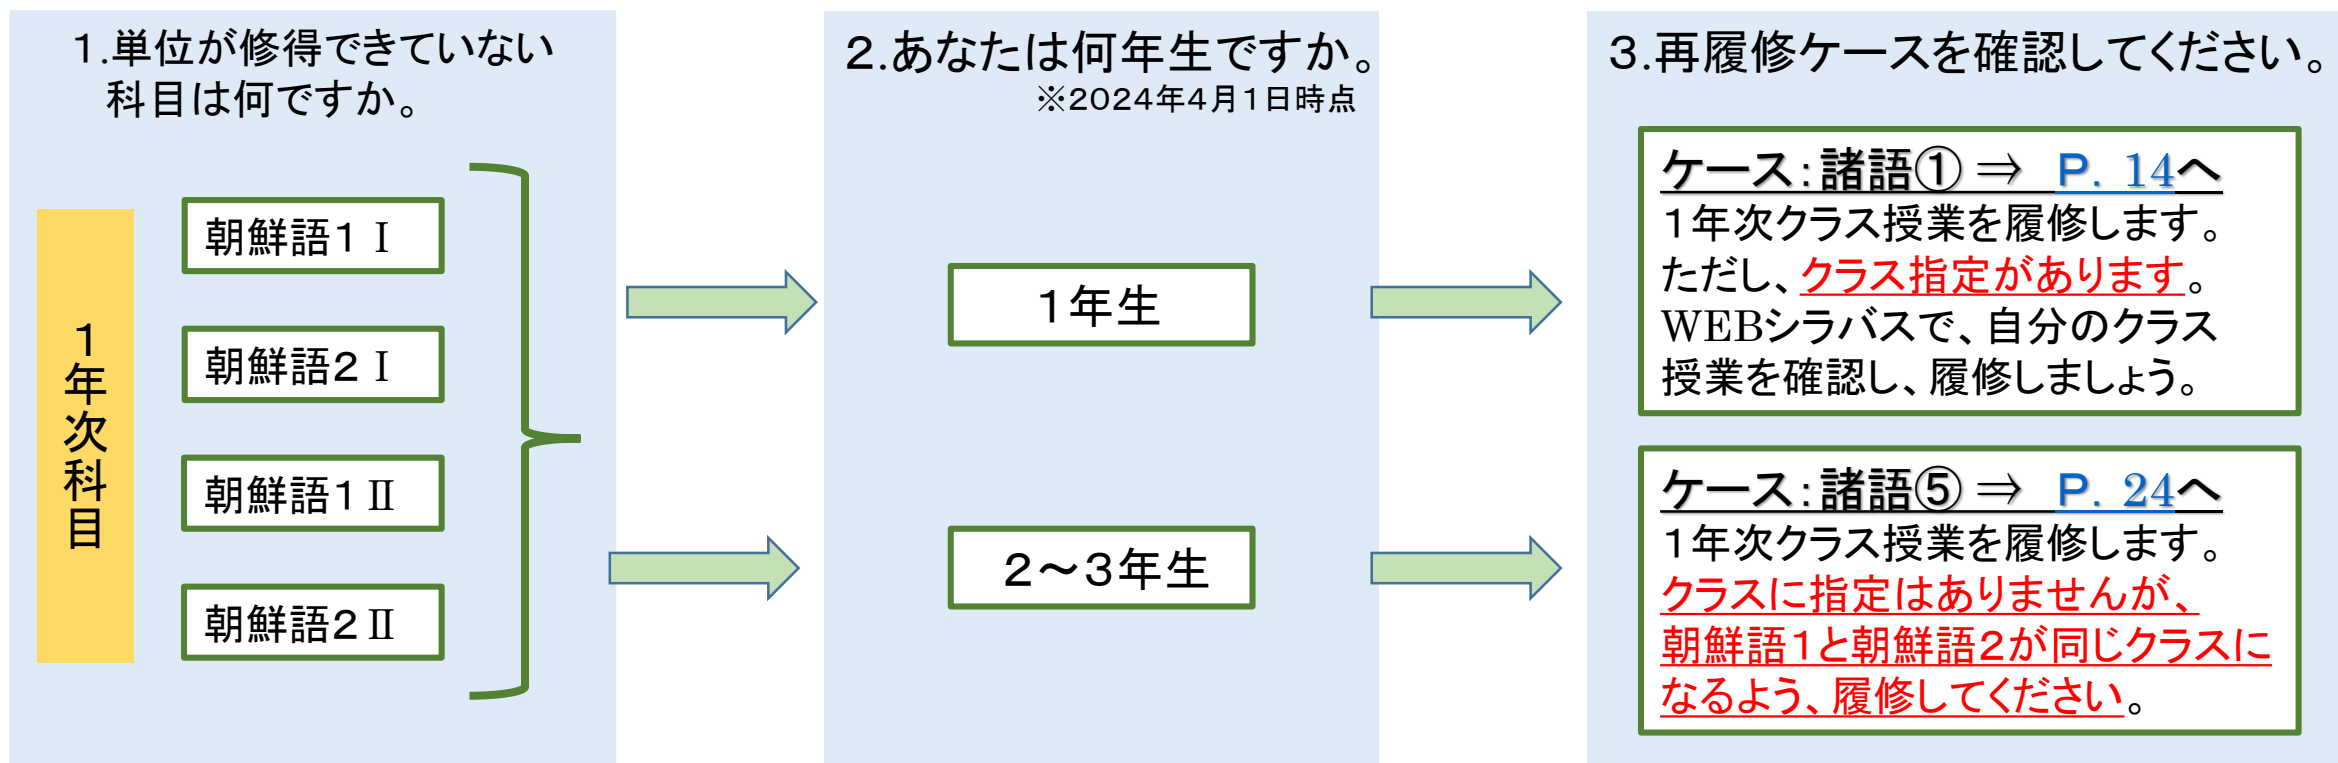 1.単位が修得できていない
科目は何ですか。
1年次科目
朝鮮語1 Ⅰ
朝鮮語2 Ⅰ
朝鮮語1 Ⅱ
朝鮮語2 Ⅱ
2.あなたは何年生ですか。
※2024年4月1日時点
1年生
2～3年生
3.再履修ケースを確認してください。
ケース:諸語① ⇒ P. 14へ
1年次クラス授業を履修します。
ただし、クラス指定があります。
WEBシラバスで、自分のクラス
授業を確認し、履修しましょう。
ケース:諸語⑤ ⇒ P. 24へ
1年次クラス授業を履修します。
クラスに指定はありませんが、
朝鮮語1と朝鮮語2が同じクラスに
なるよう、履修してください。